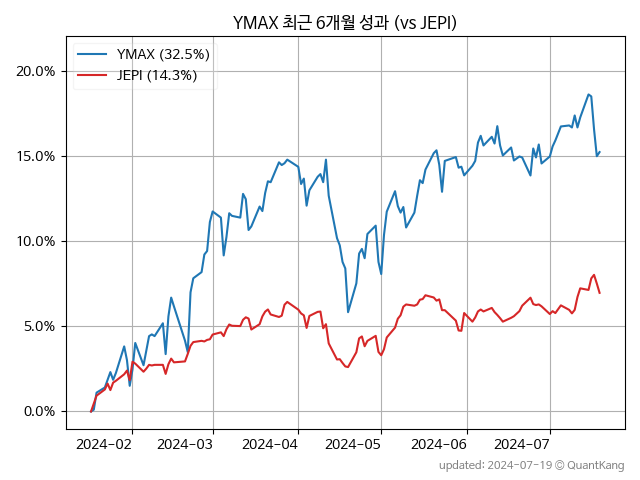 YMAX 최근 6개월 성과 (vs JEPI)
YMAX (32.5%)
JEPI (14.3%)
20.0%
15.0%
10.0%
5.0%
0.0%
2024-02 2024-03 2024-04 2024-05 2024-06 2024-07
updated: 2024-07-19 © QuantKang